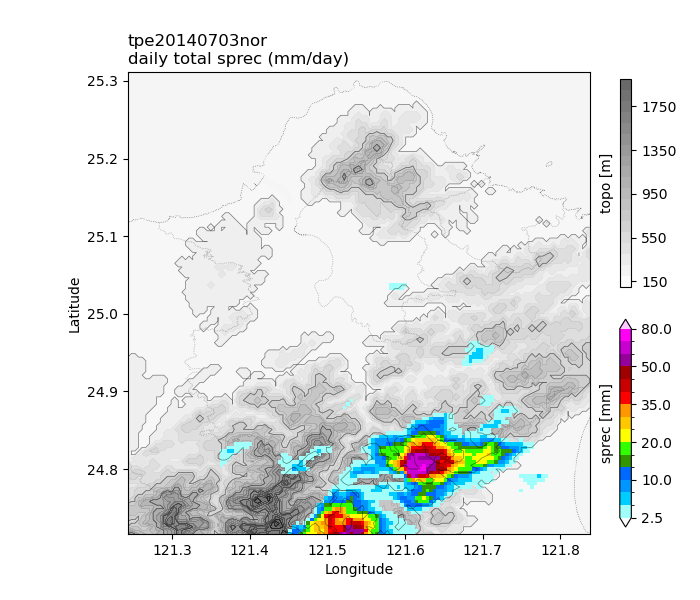 tpe20140703nor
daily total sprec (mm/day)
25.3
25.2
25.1
25.0
24.9
24.8
Latitude
121.3 121.4 121.5 121.6 121.7 121.8
Longitude
1750
1350
950
550
150
topo [m]
80.0
50.0
35.0
20.0
10.0
2.5
sprec [mm]